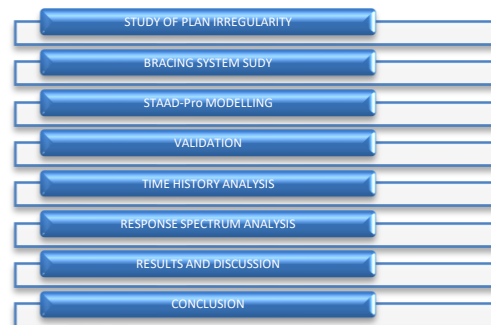 STUDY OF PLAN IRREGULARITY
BRACING SYSTEM SUDY
STAAD-Pro MODELLING
VALIDATION
TIME HISTORY ANALYSIS
RESPONSE SPECTRUM ANALYSIS
RESULTS AND DISCUSSION
CONCLUSION